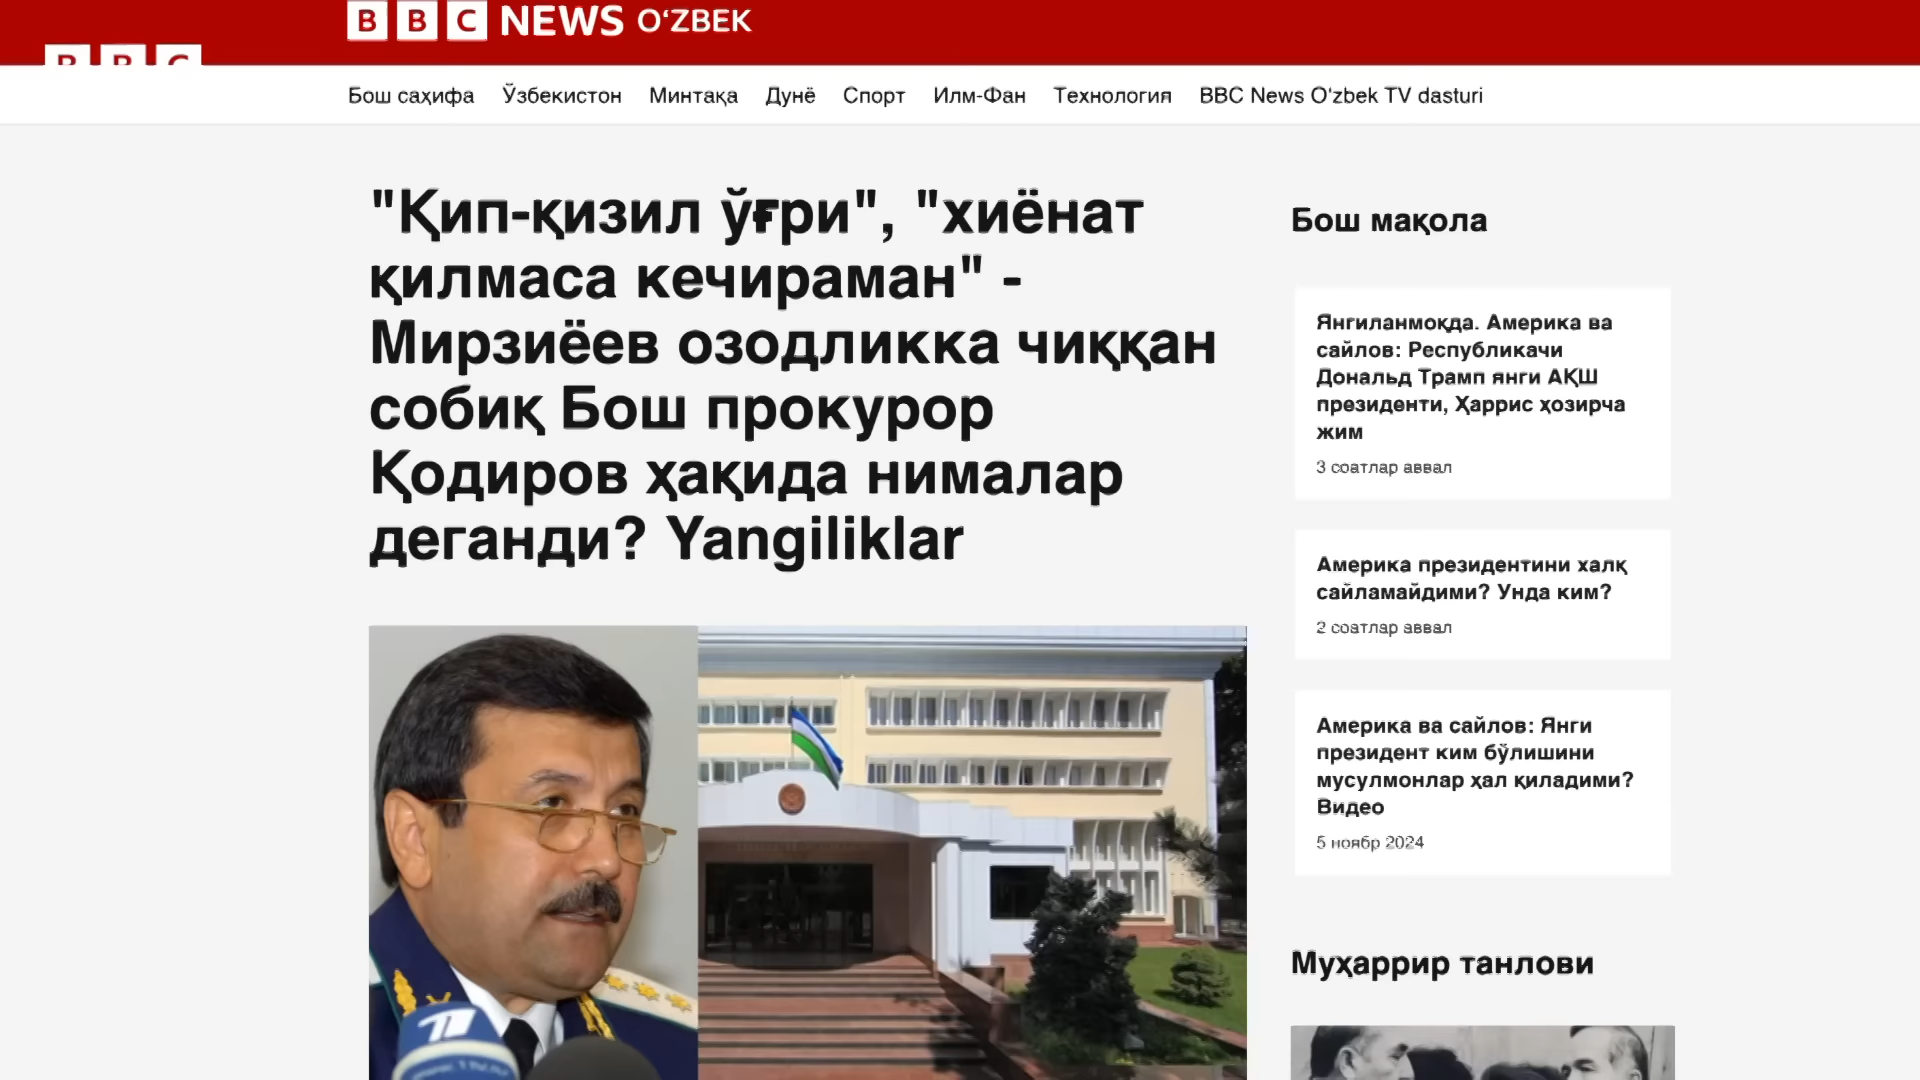 BBC NEWS OʻZBEK
BBC
Бош саҳифа Ўзбекистон Минтақа Дунё Спорт Илм-Фан Технология BBC News O'zbek TV dasturi
"Қип-қизил ўғри", "хиёнат
қилмаса кечираман" -
Мирзиёев озодликка чиққан
собиқ Бош прокурор
Қодиров ҳақида нималар
деганди? Yangiliklar
Бош мақола
Янгиланмоқда. Америка ва
сайлов: Республикачи
Дональд Трамп янги АҚШ
президенти, Ҳаррис ҳозирча
жим
3 соатлар аввал
Америка президентини халқ
сайламайдими? Унда ким?
2 соатлар аввал
Америка ва сайлов: Янги
президент ким бўлишини
мусулмонлар ҳал қиладими?
Видео
5 ноябр 2024
Муҳаррир танлови